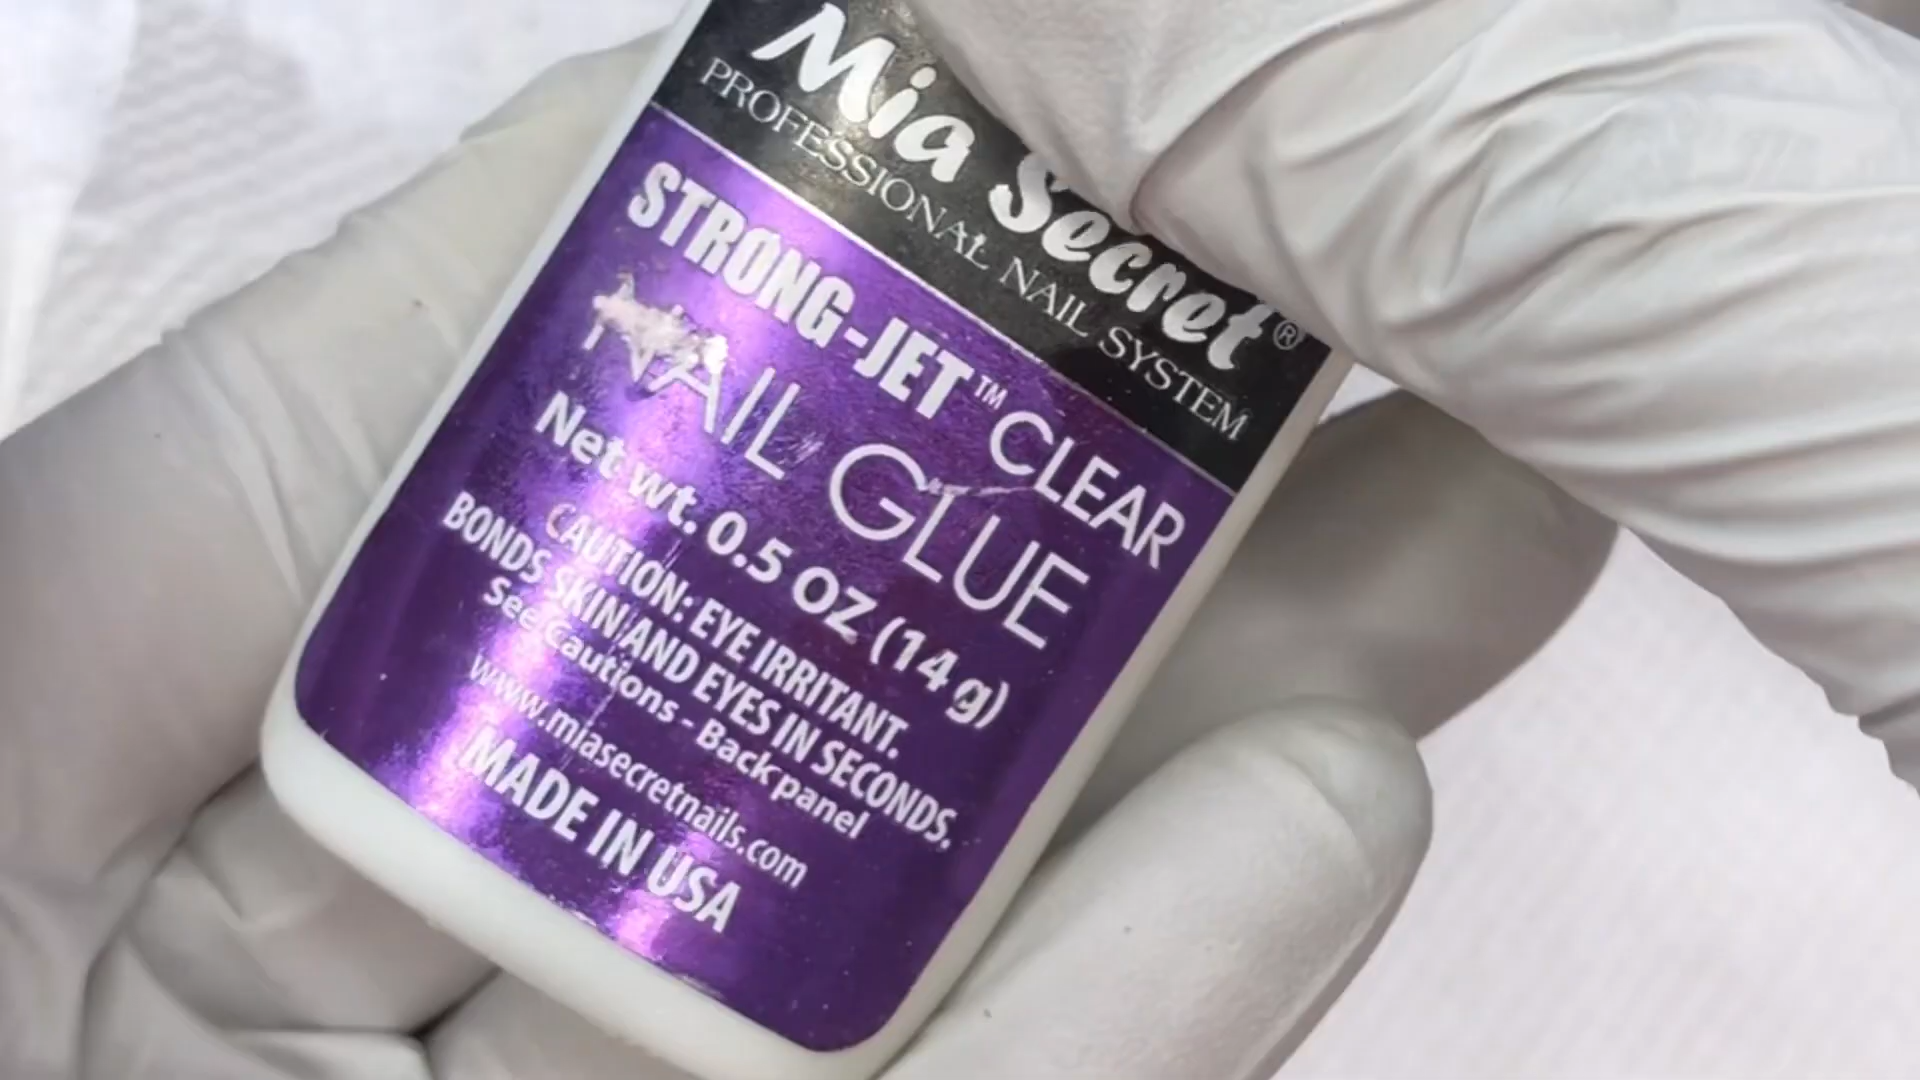 Mia Secret®
PROFESSIONAL NAIL SYSTEM
STRONG-JET™ CLEAR
NAIL GLUE
Net wt. 0.5 OZ (14 g)
CAUTION: EYE IRRITANT.
BONDS SKIN AND EYES IN SECONDS.
See Cautions - Back panel
www.miasecretnails.com
MADE IN USA